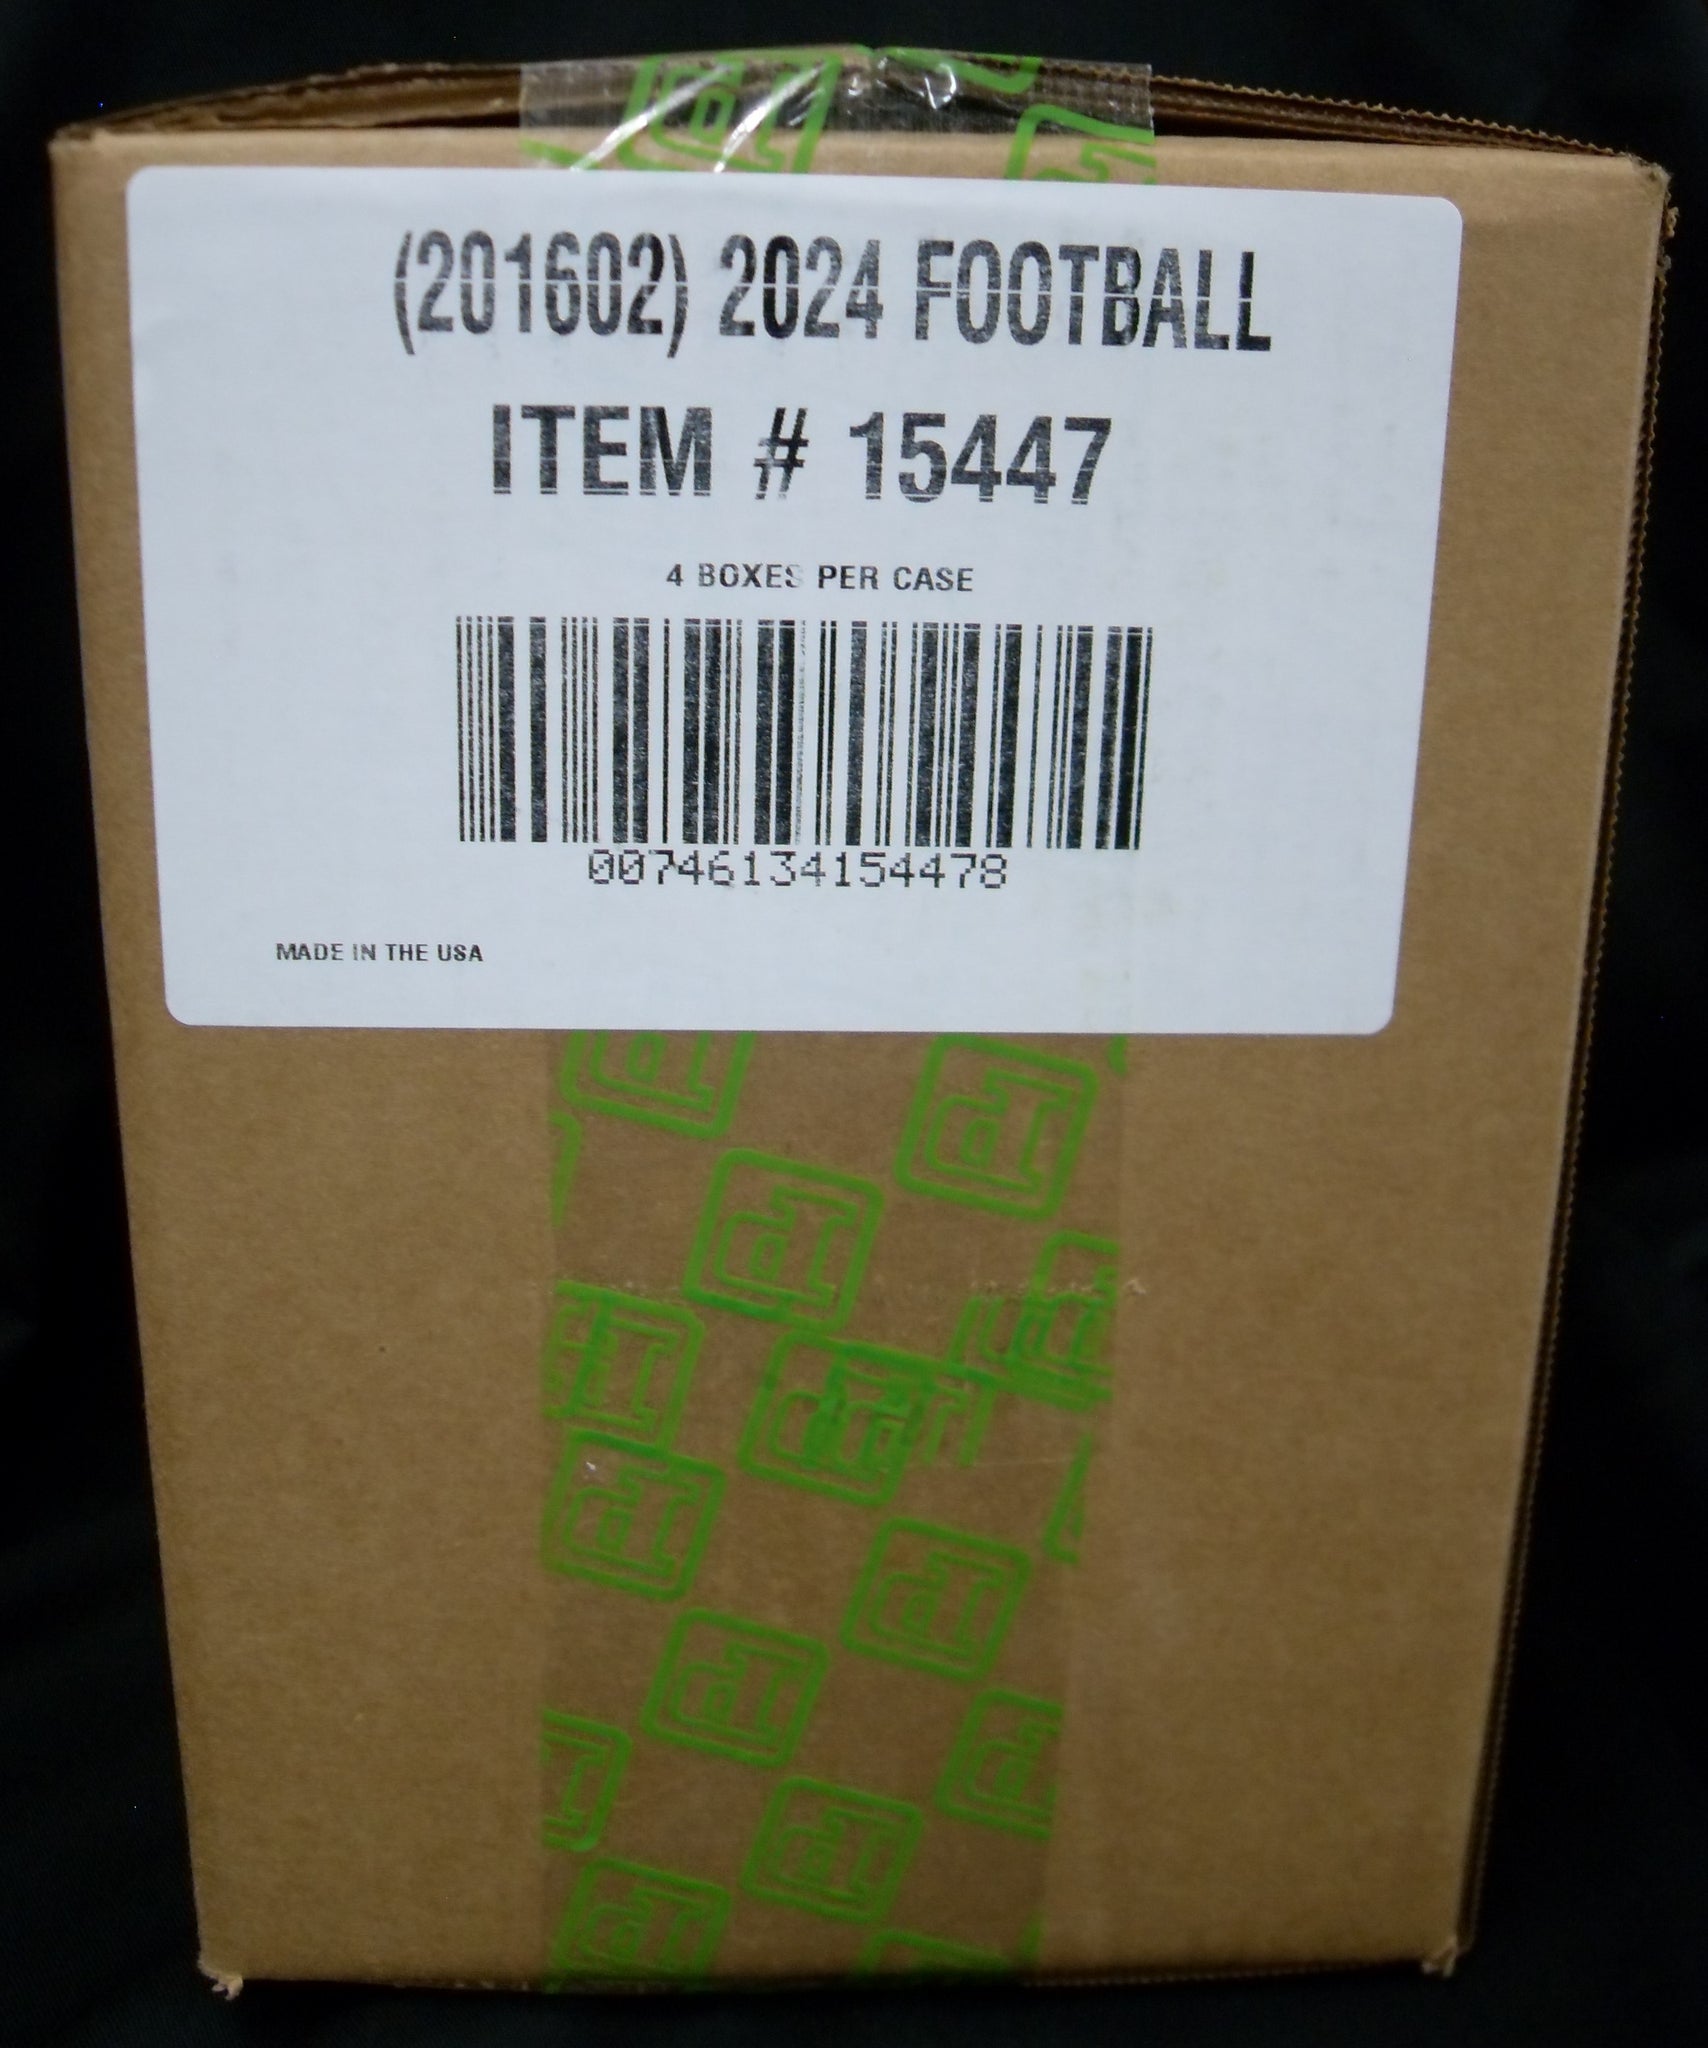 (201602) 2024 FOOTBALL
ITEM # 15447
4 BOXES PER CASE
00746134154478
MADE IN THE USA